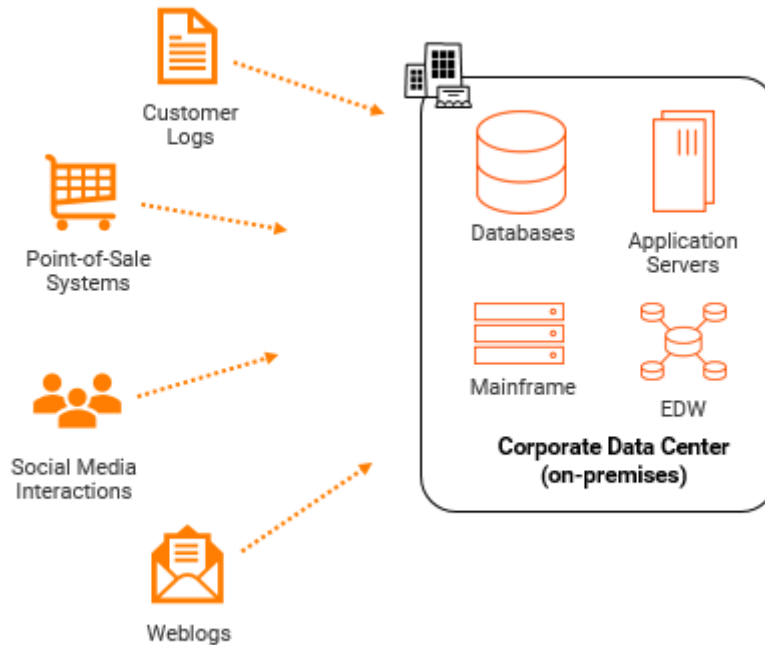 Customer
Logs
Point-of-Sale
Systems
Social Media
Interactions
Weblogs
Databases
Application
Servers
Mainframe
EDW
Corporate Data Center
(on-premises)